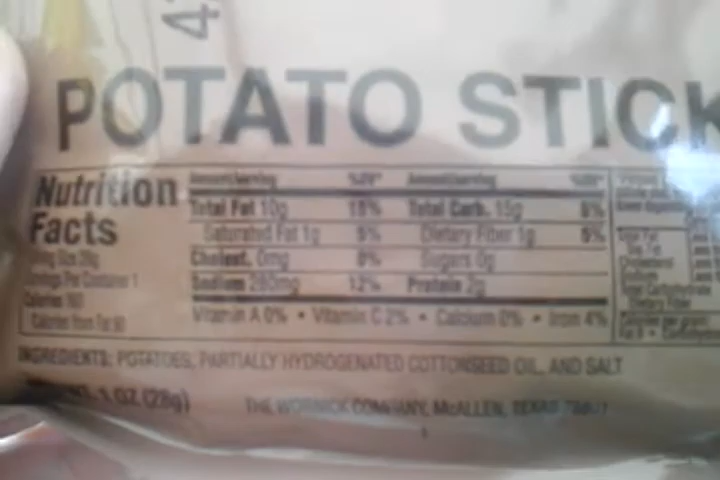 42
POTATO STICK
Nutrition Facts
Serving Size 28g
Servings Per Container 1
Calories 160
Calories from Fat 90
Amount/serving %DV* Amount/serving %DV*
Total Fat 10g 15% Total Carb. 15g 5%
Saturated Fat 1g 5% Dietary Fiber 1g 5%
Cholest. 0mg 0% Sugars 0g
Sodium 280mg 12% Protein 2g
Vitamin A 0% • Vitamin C 2% • Calcium 0% • Iron 4%
INGREDIENTS: POTATOES, PARTIALLY HYDROGENATED COTTONSEED OIL, AND SALT
1 OZ (28g)
THE WORNICK COMPANY, McALLEN, TEXAS